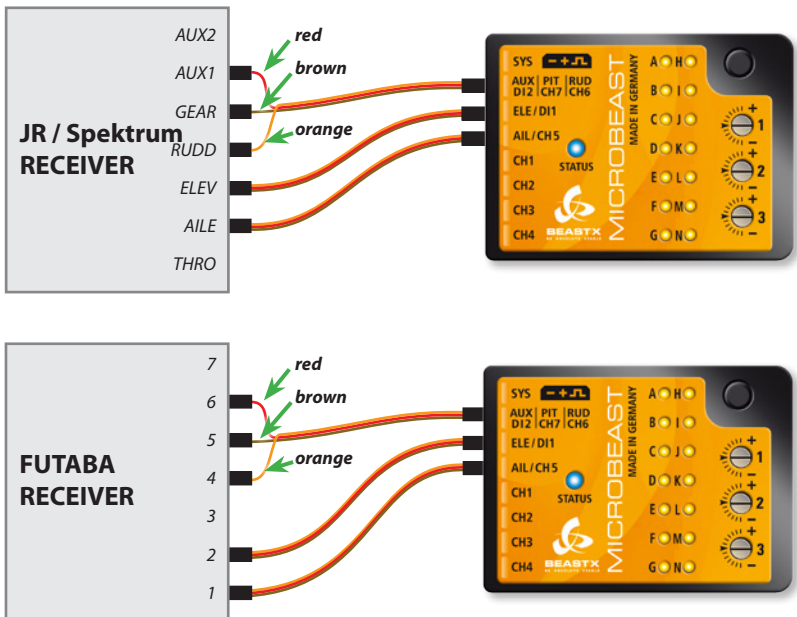 AUX2
AUX1
GEAR
RUDD
ELEV
AILE
THRO
JR / Spektrum
RECEIVER
red
brown
orange
SYS
AUX PIT RUD
DI2 CH7 CH6
ELE/DI1
AIL/CH5
CH1
CH2
CH3
CH4
STATUS
BEASTX
MICROBEAST
MADE IN GERMANY
A H
B I
C J
D K
E L
F M
G N
+ 1 -
+ 2 -
+ 3 -
7
6
5
4
3
2
1
FUTABA
RECEIVER
red
brown
orange
SYS
AUX PIT RUD
DI2 CH7 CH6
ELE/DI1
AIL/CH5
CH1
CH2
CH3
CH4
STATUS
BEASTX
MICROBEAST
MADE IN GERMANY
A H
B I
C J
D K
E L
F M
G N
+ 1 -
+ 2 -
+ 3 -